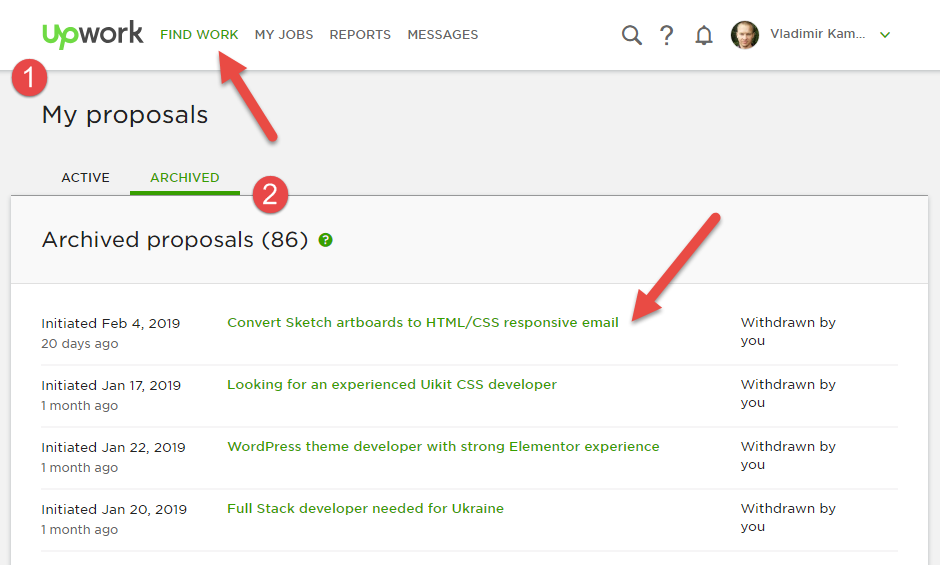 upwork FIND WORK MY JOBS REPORTS MESSAGES ? Vladimir Kam...
1
My proposals
ACTIVE ARCHIVED
2
Archived proposals (86) ?
Initiated Feb 4, 2019 Convert Sketch artboards to HTML/CSS responsive email Withdrawn by
20 days ago you
Initiated Jan 17, 2019 Looking for an experienced Uikit CSS developer Withdrawn by
1 month ago you
Initiated Jan 22, 2019 WordPress theme developer with strong Elementor experience Withdrawn by
1 month ago you
Initiated Jan 20, 2019 Full Stack developer needed for Ukraine Withdrawn by
1 month ago you